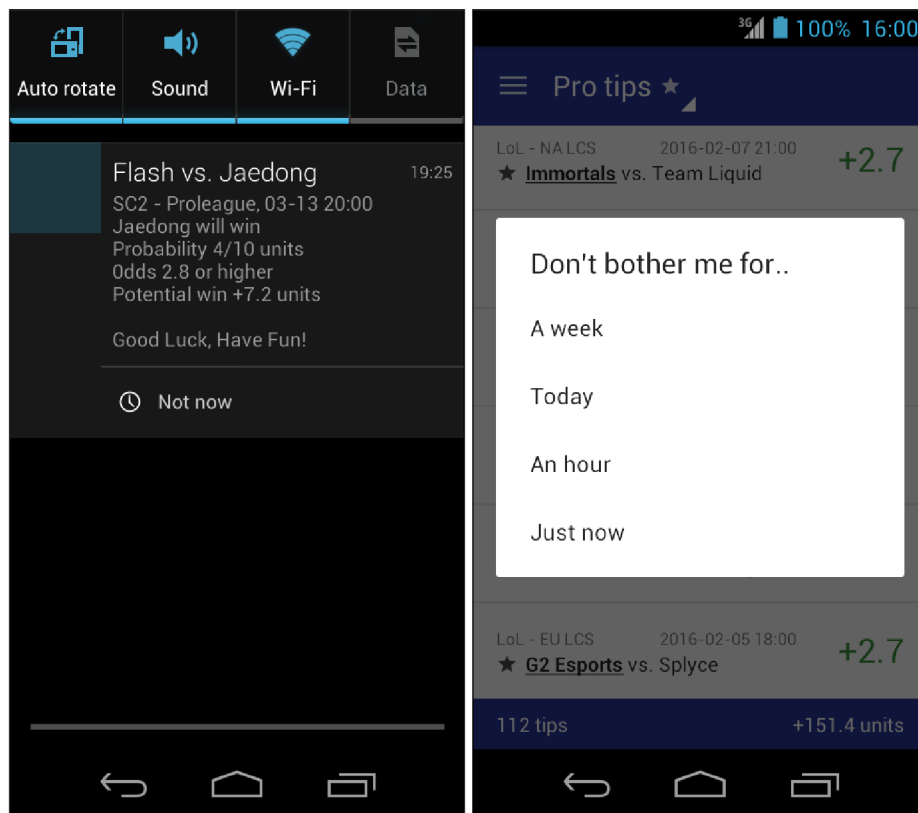 Auto rotate
Sound
Wi-Fi
Data
Flash vs. Jaedong
19:25
SC2 - Proleague, 03-13 20:00
Jaedong will win
Probability 4/10 units
Odds 2.8 or higher
Potential win +7.2 units
Good Luck, Have Fun!
Not now
3G 100% 16:00
Pro tips ★
LoL - NA LCS 2016-02-07 21:00
★ Immortals vs. Team Liquid +2.7
Don't bother me for..
A week
Today
An hour
Just now
LoL - EU LCS 2016-02-05 18:00
★ G2 Esports vs. Splyce +2.7
112 tips +151.4 units